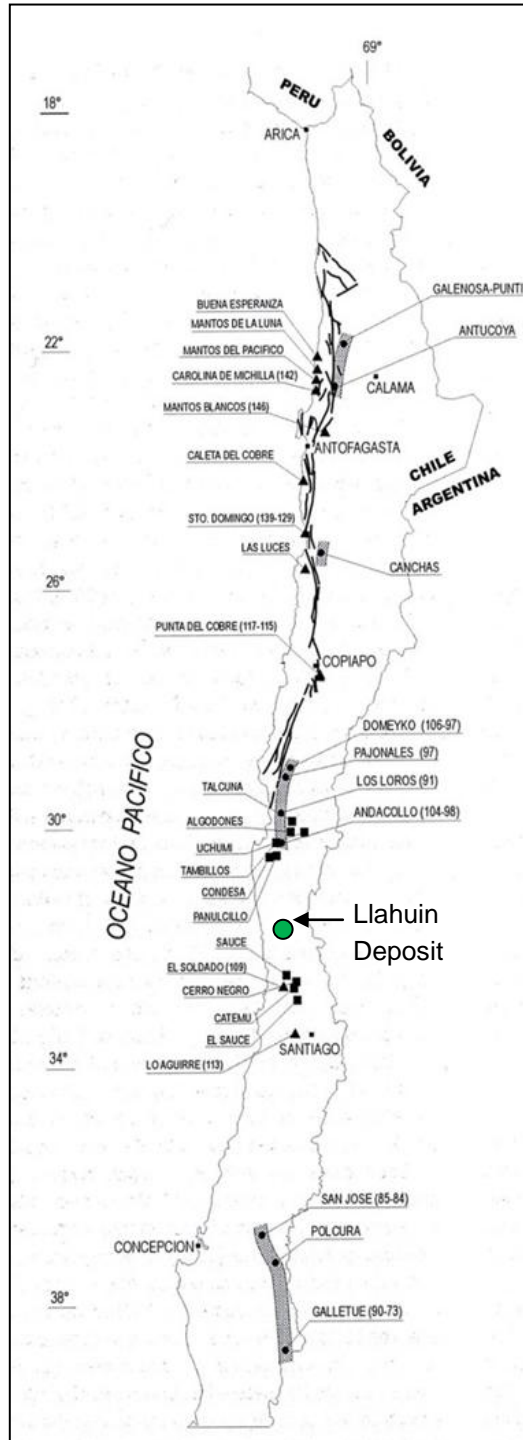 69°
PERU
18°
ARICA
BOLIVIA
BUENA ESPERANZA
GALENOSA-PUNTI
MANTOS DE LA LUNA
22°
MANTOS DEL PACIFICO
ANTUCOYA
CAROLINA DE MICHILLA (142)
CALAMA
MANTOS BLANCOS (146)
ANTOFAGASTA
CALETA DEL COBRE
CHILE
ARGENTINA
STO. DOMINGO (139-129)
LAS LUCES
CANCHAS
26°
PUNTA DEL COBRE (117-115)
COPIAPO
DOMEYKO (106-97)
OCEANO PACIFICO
PAJONALES (97)
TALCUNA
LOS LOROS (91)
ALGODONES
ANDACOLLO (104-98)
30°
UCHUMI
TAMBILLOS
CONDESA
PANULCILLO
Llahuin
Deposit
SAUCE
EL SOLDADO (109)
CERRO NEGRO
CATEMU
EL SAUCE
SANTIAGO
LO AGUIRRE (113)
34°
SAN JOSE (85-84)
CONCEPCION
POLCURA
38°
GALLETUE (90-73)